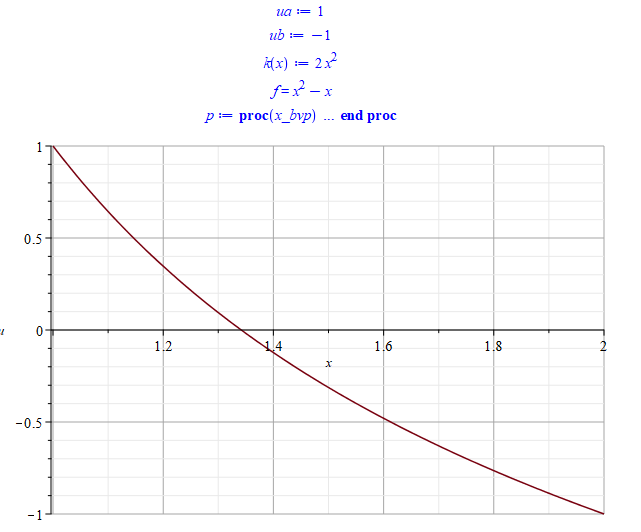 ua := 1
ub := −1
k(x) := 2 x²
f = x² − x
p := proc(x_bvp) ... end proc
1
0.5
u 0
1.2 1.4 1.6 1.8 2
x
−0.5
−1